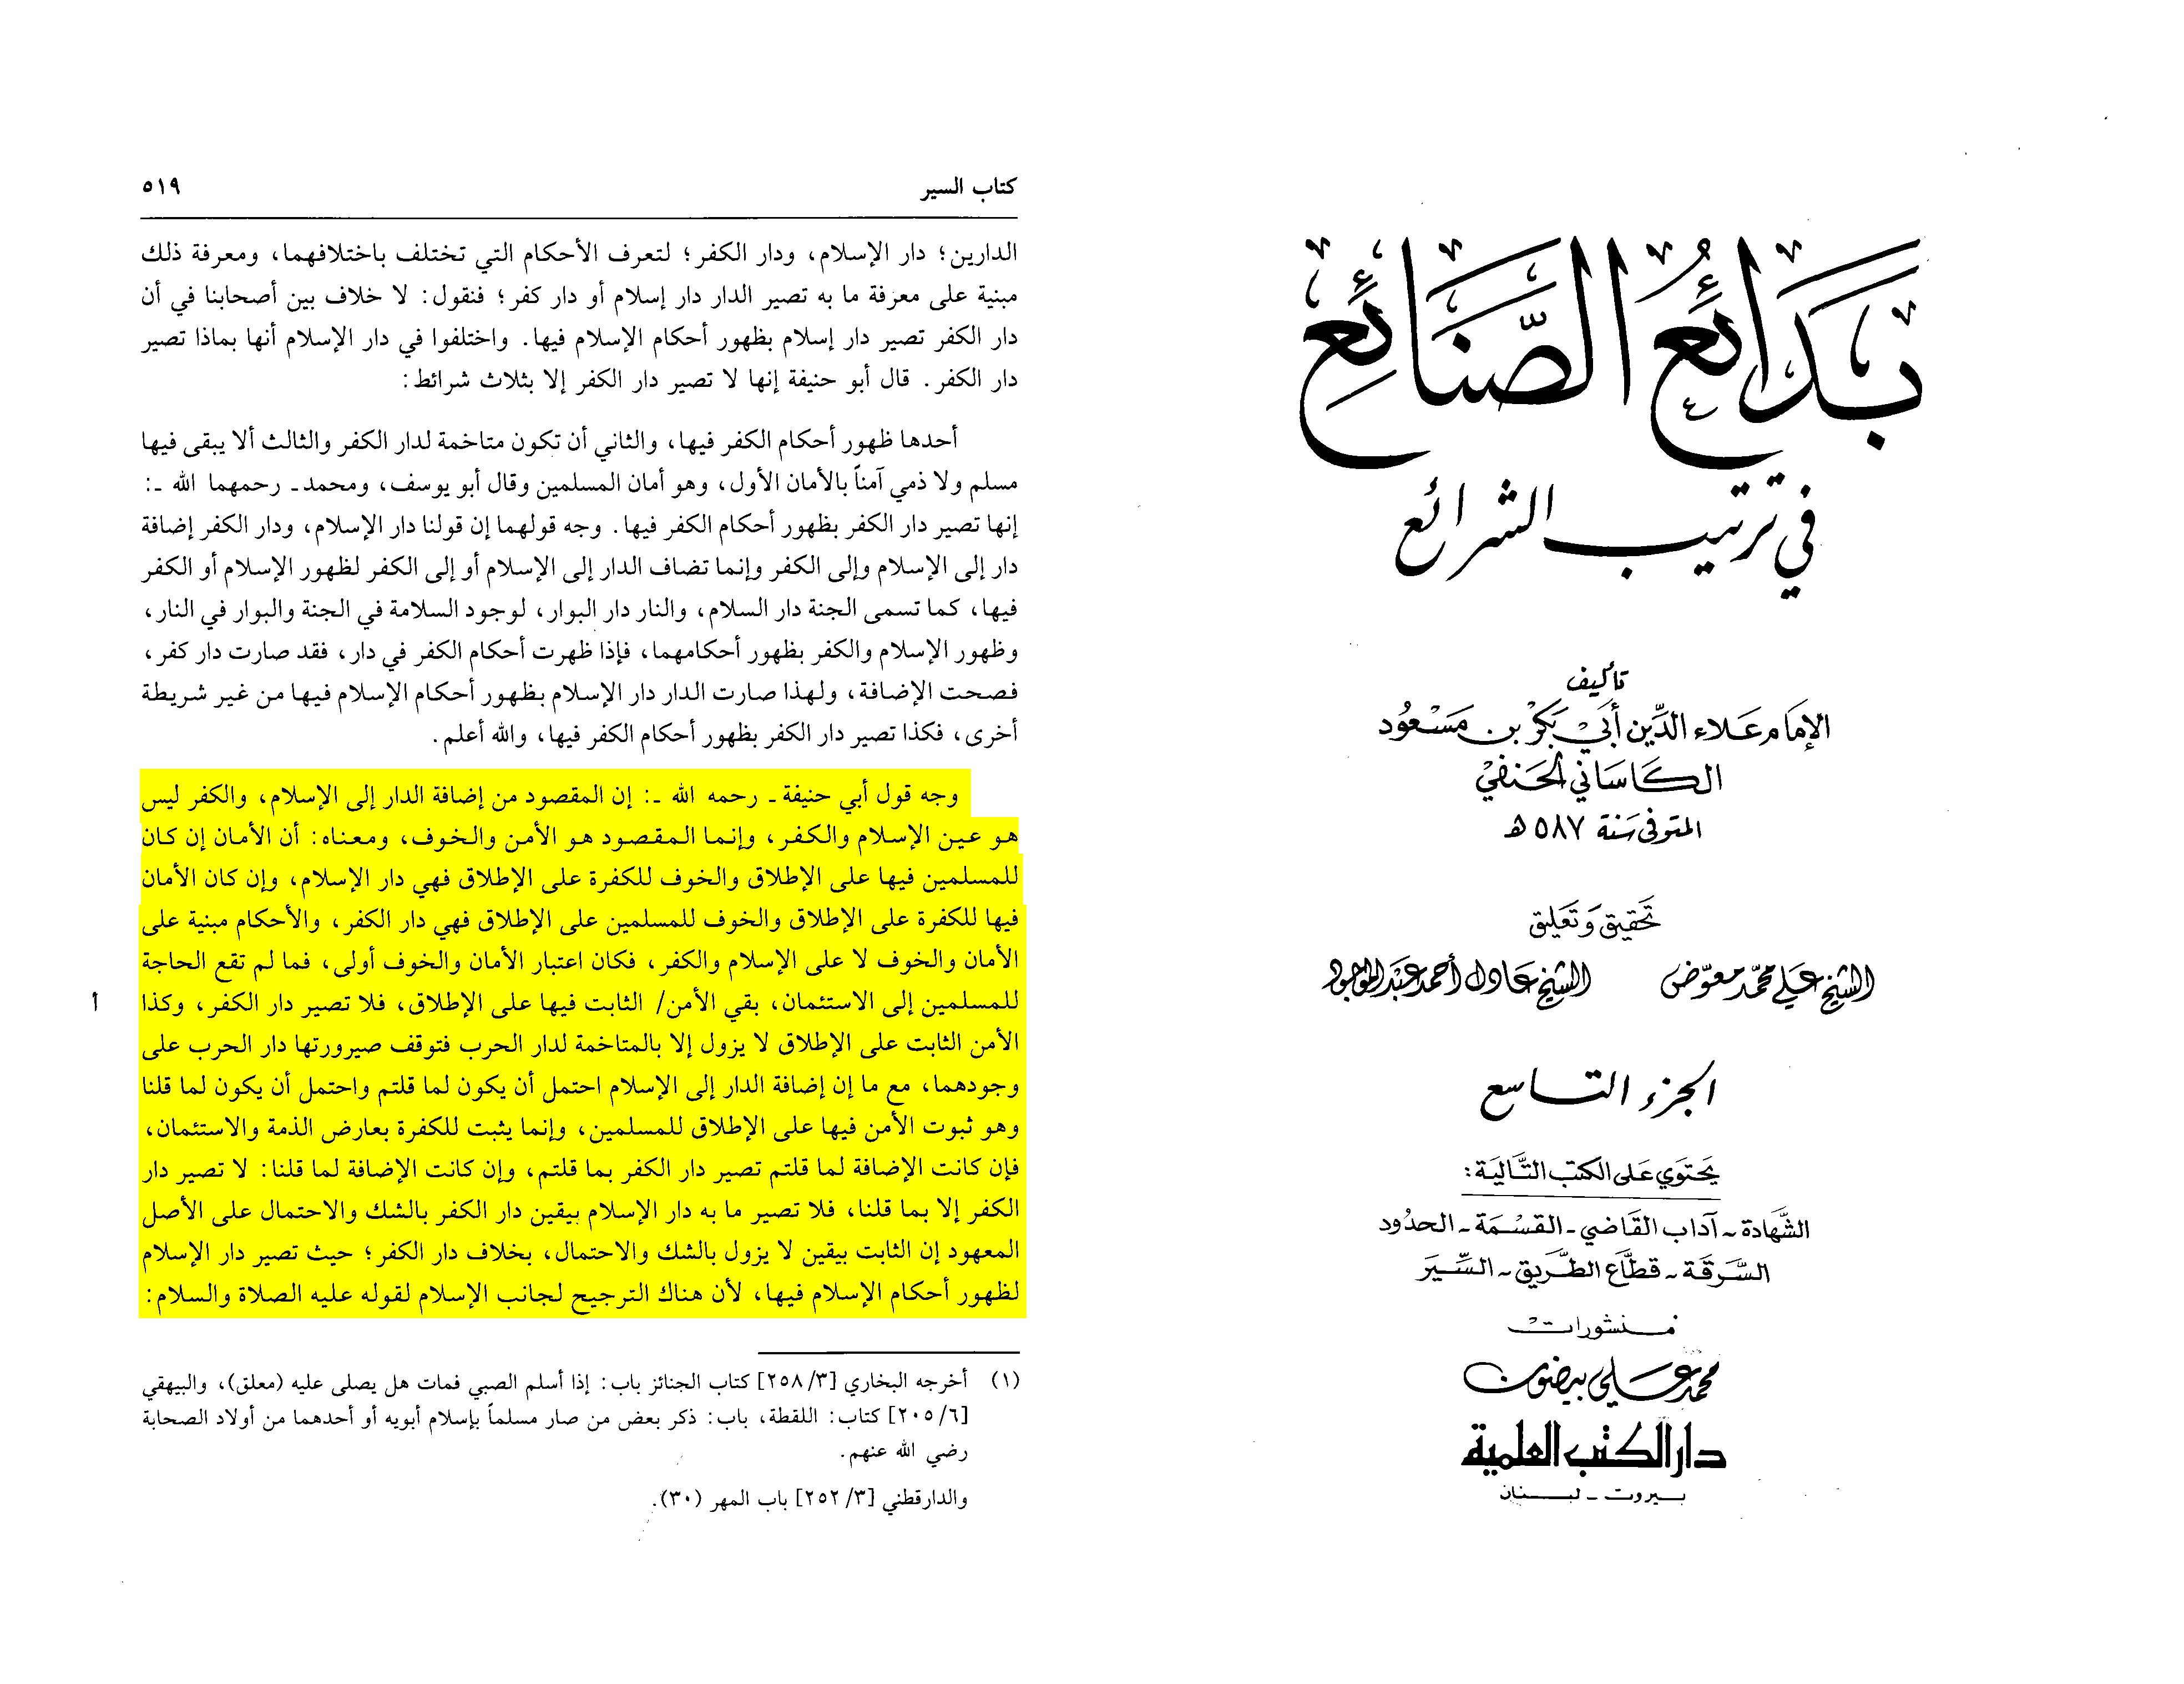 بدائع الصنائع
في ترتيب الشرائع
تأليف
الإمام علاء الدين أبي بكر بن مسعود
الكاساني الحنفي
المتوفى سنة ٥٨٧ هـ
تحقيق وتعليق
الشيخ علي محمد معوض الشيخ عادل أحمد عبد الموجود
الجزء التاسع
يحتوي على الكتب التالية:
الشهادة - آداب القاضي - القسمة - الحدود
السرقة - قطاع الطريق - السير
منشورات
محمد علي بيضون
دار الكتب العلمية
بيروت - لبنان
كتاب السير ٥١٩
الدارين؛ دار الإسلام، ودار الكفر؛ لتعرف الأحكام التي تختلف باختلافهما، ومعرفة ذلك
مبنية على معرفة ما به تصير الدار دار إسلام أو دار كفر؛ فنقول: لا خلاف بين أصحابنا في أن
دار الكفر تصير دار إسلام بظهور أحكام الإسلام فيها. واختلفوا في دار الإسلام أنها بماذا تصير
دار الكفر. قال أبو حنيفة إنها لا تصير دار الكفر إلا بثلاث شرائط:
أحدها ظهور أحكام الكفر فيها، والثاني أن تكون متاخمة لدار الكفر والثالث ألا يبقى فيها
مسلم ولا ذمي آمناً بالأمان الأول، وهو أمان المسلمين وقال أبو يوسف، ومحمد ـ رحمهما الله ـ:
إنها تصير دار الكفر بظهور أحكام الكفر فيها. وجه قولهما إن قولنا دار الإسلام، ودار الكفر إضافة
دار إلى الإسلام وإلى الكفر وإنما تضاف الدار إلى الإسلام أو إلى الكفر لظهور الإسلام أو الكفر
فيها، كما تسمى الجنة دار السلام، والنار دار البوار، لوجود السلامة في الجنة والبوار في النار،
وظهور الإسلام والكفر بظهور أحكامهما، فإذا ظهرت أحكام الكفر في دار، فقد صارت دار كفر،
فصحت الإضافة، ولهذا صارت الدار دار الإسلام بظهور أحكام الإسلام فيها من غير شريطة
أخرى، فكذا تصير دار الكفر بظهور أحكام الكفر فيها، والله أعلم.
وجه قول أبي حنيفة ـ رحمه الله ـ: إن المقصود من إضافة الدار إلى الإسلام، والكفر ليس
هو عين الإسلام والكفر، وإنما المقصود هو الأمن والخوف، ومعناه: أن الأمان إن كان
للمسلمين فيها على الإطلاق والخوف للكفرة على الإطلاق فهي دار الإسلام، وإن كان الأمان
فيها للكفرة على الإطلاق والخوف للمسلمين على الإطلاق فهي دار الكفر، والأحكام مبنية على
الأمان والخوف لا على الإسلام والكفر، فكان اعتبار الأمان والخوف أولى، فما لم تقع الحاجة
للمسلمين إلى الاستئمان، بقي الأمن/ الثابت فيها على الإطلاق، فلا تصير دار الكفر، وكذا أ
الأمن الثابت على الإطلاق لا يزول إلا بالمتاخمة لدار الحرب فتوقف صيرورتها دار الحرب على
وجودهما، مع ما إن إضافة الدار إلى الإسلام احتمل أن يكون لما قلتم واحتمل أن يكون لما قلنا
وهو ثبوت الأمن فيها على الإطلاق للمسلمين، وإنما يثبت للكفرة بعارض الذمة والاستئمان،
فإن كانت الإضافة لما قلتم تصير دار الكفر بما قلتم، وإن كانت الإضافة لما قلنا: لا تصير دار
الكفر إلا بما قلنا، فلا تصير ما به دار الإسلام بيقين دار الكفر بالشك والاحتمال على الأصل
المعهود إن الثابت بيقين لا يزول بالشك والاحتمال، بخلاف دار الكفر؛ حيث تصير دار الإسلام
لظهور أحكام الإسلام فيها، لأن هناك الترجيح لجانب الإسلام لقوله عليه الصلاة والسلام:
(١) أخرجه البخاري [٢٥٨/٣] كتاب الجنائز باب: إذا أسلم الصبي فمات هل يصلى عليه (معلق)، والبيهقي
[٢٠٥/٦] كتاب: اللقطة، باب: ذكر بعض من صار مسلماً بإسلام أبويه أو أحدهما من أولاد الصحابة
رضي الله عنهم.
والدارقطني [٢٥٢/٣] باب المهر (٣٠).